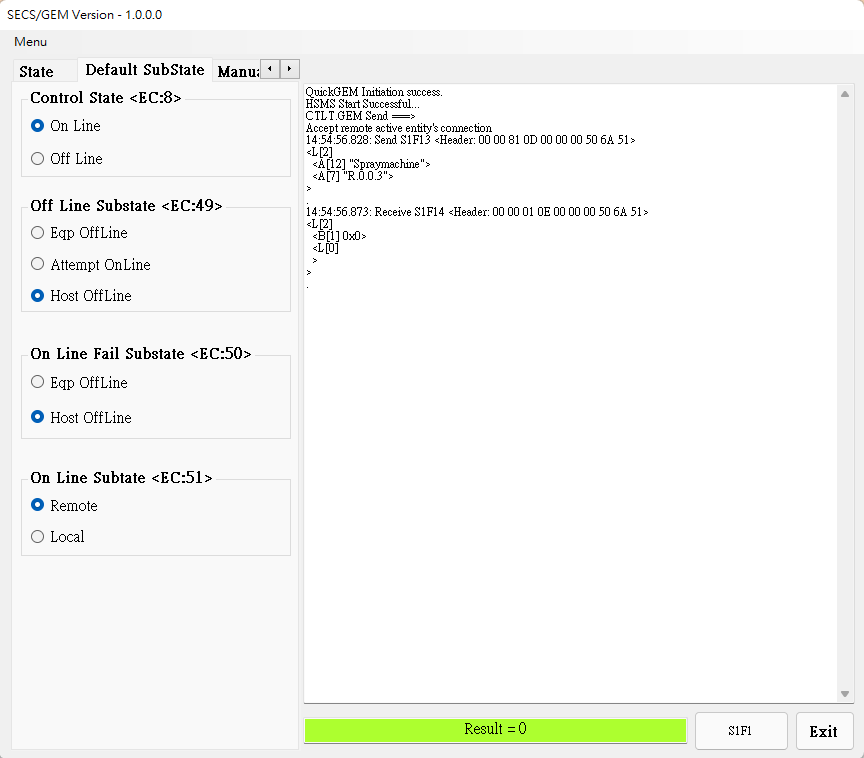 SECS/GEM Version - 1.0.0.0
Menu
State
Default SubState
Control State <EC:8>
On Line
Off Line
Off Line Substate <EC:49>
Eqp OffLine
Attempt OnLine
Host OffLine
On Line Fail Substate <EC:50>
Eqp OffLine
Host OffLine
On Line Subtate <EC:51>
Remote
Local
QuickGEM Initiation success.
HSMS Start Successful...
CTLT.GEM Send ===>
Accept remote active entity's connection
14:54:56.828: Send S1F13 <Header: 00 00 81 0D 00 00 00 50 6A 51>
<L[2]
<A[12] "Spraymachine">
<A[7] "R.0.0.3">
>
.
14:54:56.873: Receive S1F14 <Header: 00 00 01 0E 00 00 00 50 6A 51>
<L[2]
<B[1] 0x0>
<L[0]
>
>
.
Result = 0
S1F1
Exit